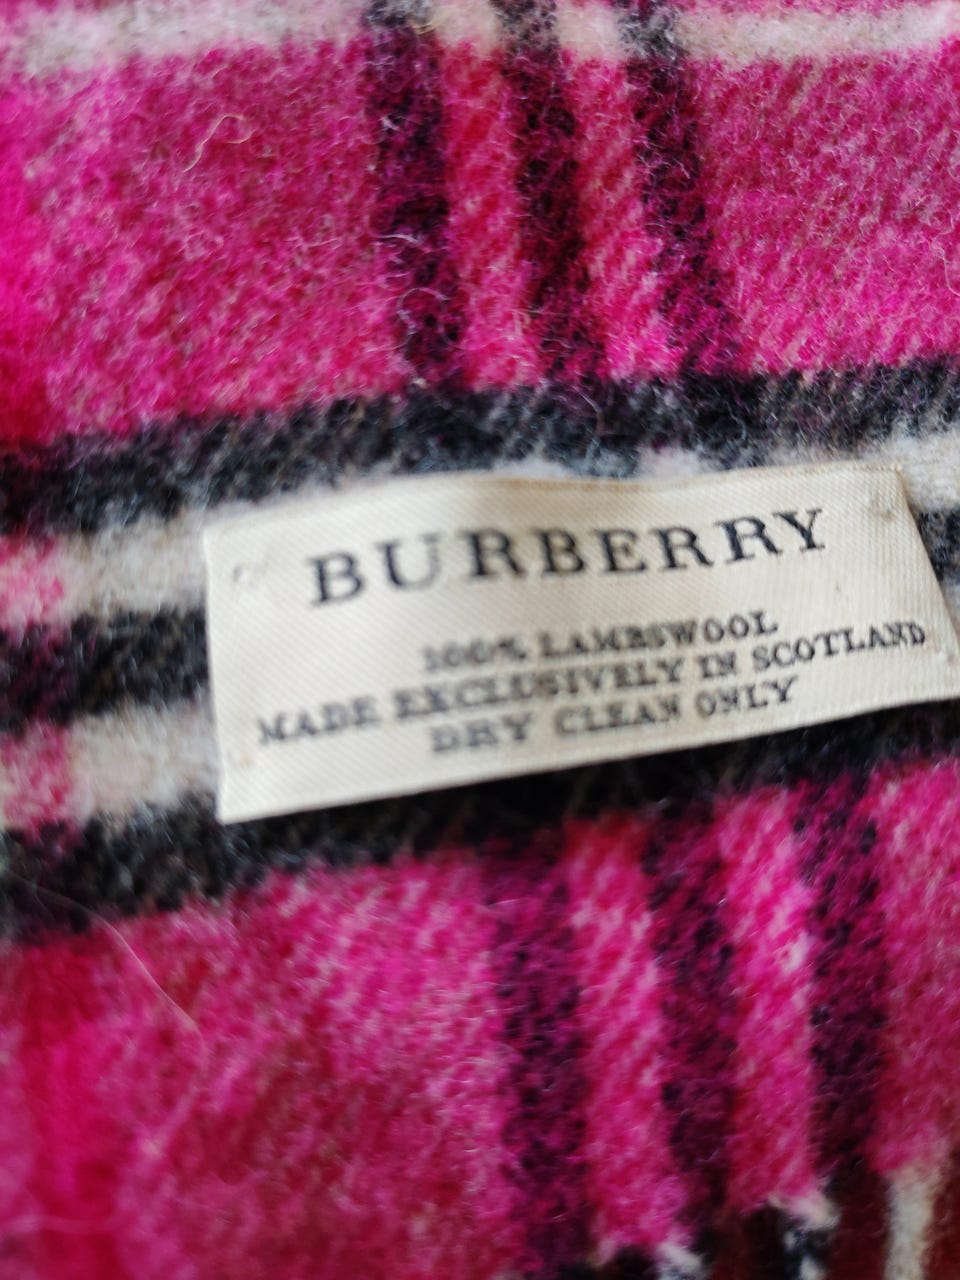 BURBERRY
100% LAMBSWOOL
MADE EXCLUSIVELY IN SCOTLAND
DRY CLEAN ONLY